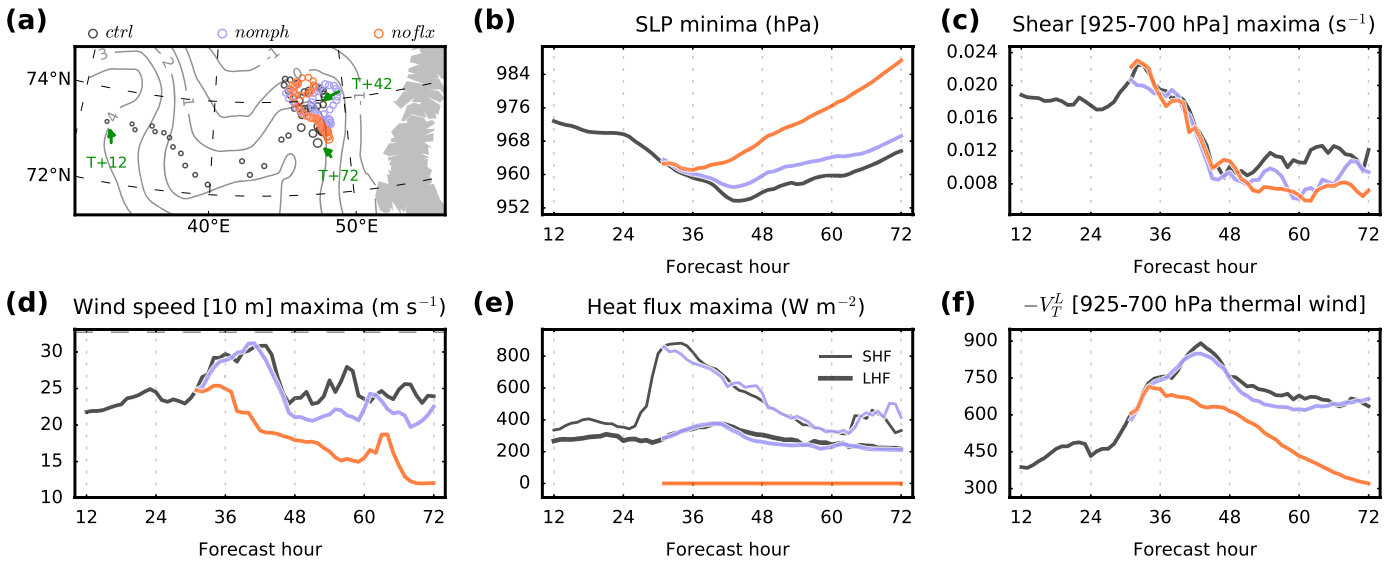 (a)
ctrl
nomph
noflx
74°N
72°N
40°E
50°E
T+12
T+42
T+72
3
4
1
-1
1
(b)
SLP minima (hPa)
984
976
968
960
952
12 24 36 48 60 72
Forecast hour
(c)
Shear [925-700 hPa] maxima (s⁻¹)
0.024
0.020
0.016
0.012
0.008
12 24 36 48 60 72
Forecast hour
(d)
Wind speed [10 m] maxima (m s⁻¹)
30
25
20
15
10
12 24 36 48 60 72
Forecast hour
(e)
Heat flux maxima (W m⁻²)
800
600
400
200
0
SHF
LHF
12 24 36 48 60 72
Forecast hour
(f)
−V_T^L [925-700 hPa thermal wind]
900
750
600
450
300
12 24 36 48 60 72
Forecast hour